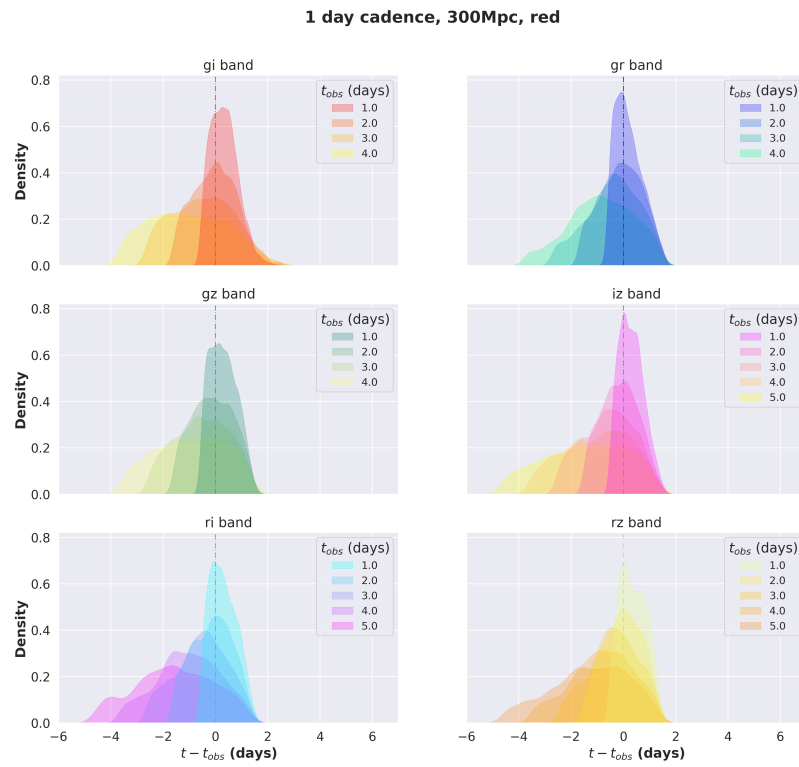 1 day cadence, 300Mpc, red
gi band
0.8
0.6
0.4
0.2
0.0
Density
t_obs (days)
1.0
2.0
3.0
4.0
gr band
t_obs (days)
1.0
2.0
3.0
4.0
gz band
0.8
0.6
0.4
0.2
0.0
Density
t_obs (days)
1.0
2.0
3.0
4.0
iz band
t_obs (days)
1.0
2.0
3.0
4.0
5.0
ri band
0.8
0.6
0.4
0.2
0.0
Density
t_obs (days)
1.0
2.0
3.0
4.0
5.0
−6 −4 −2 0 2 4 6
t − t_obs (days)
rz band
t_obs (days)
1.0
2.0
3.0
4.0
5.0
−6 −4 −2 0 2 4 6
t − t_obs (days)